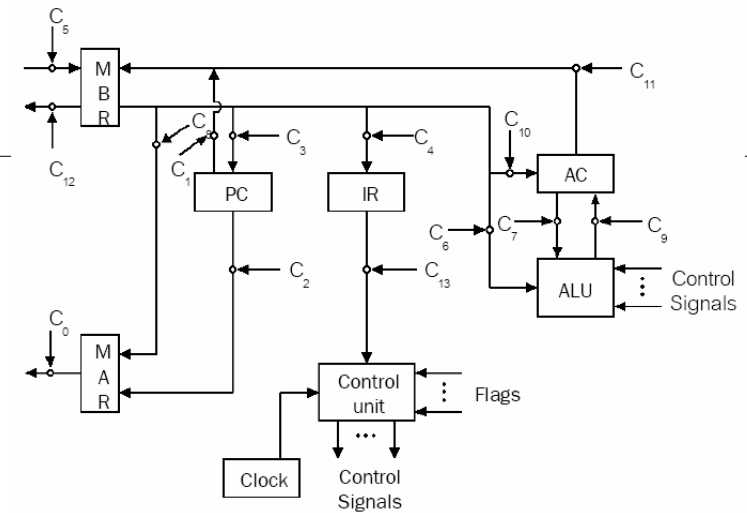 C5
M
B
R
C11
C12
C8
C1
C3
C4
C10
PC
IR
AC
C6
C7
C9
C2
C13
ALU
Control
Signals
C0
M
A
R
Control
unit
Flags
Clock
Control
Signals